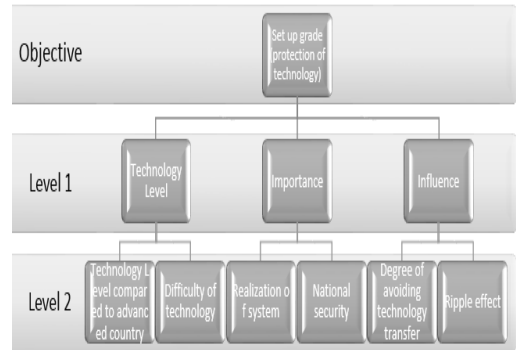 Objective
Set up grade
(protection of
technology)
Level 1
Technology
Level
Importance
Influence
Level 2
Technology L
evel compar
ed to advanc
ed country
Difficulty of
technology
Realization o
f system
National
security
Degree of
avoiding
technology
transfer
Ripple effect